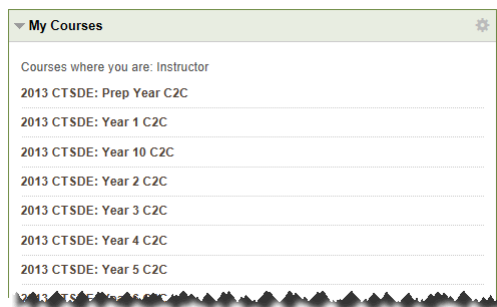 My Courses
Courses where you are: Instructor
2013 CTSDE: Prep Year C2C
2013 CTSDE: Year 1 C2C
2013 CTSDE: Year 10 C2C
2013 CTSDE: Year 2 C2C
2013 CTSDE: Year 3 C2C
2013 CTSDE: Year 4 C2C
2013 CTSDE: Year 5 C2C